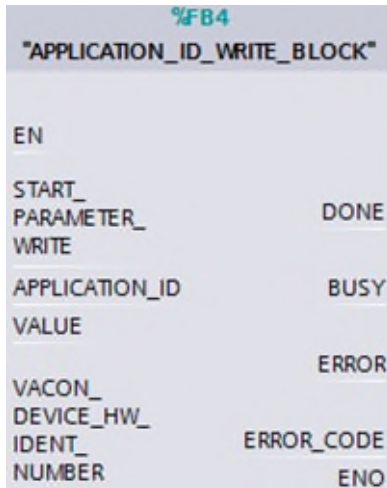 %FB4
"APPLICATION_ID_WRITE_BLOCK"
EN
START_
PARAMETER_
WRITE
DONE
APPLICATION_ID
BUSY
VALUE
ERROR
VACON_
DEVICE_HW_
IDENT_
NUMBER
ERROR_CODE
ENO